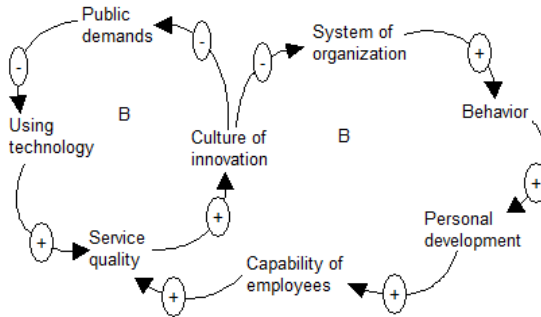 Public
demands
-
-
System of
organization
-
+
B
B
Using
technology
Culture of
innovation
Behavior
+
+
+
Service
quality
Personal
development
Capability of
employees
+
+